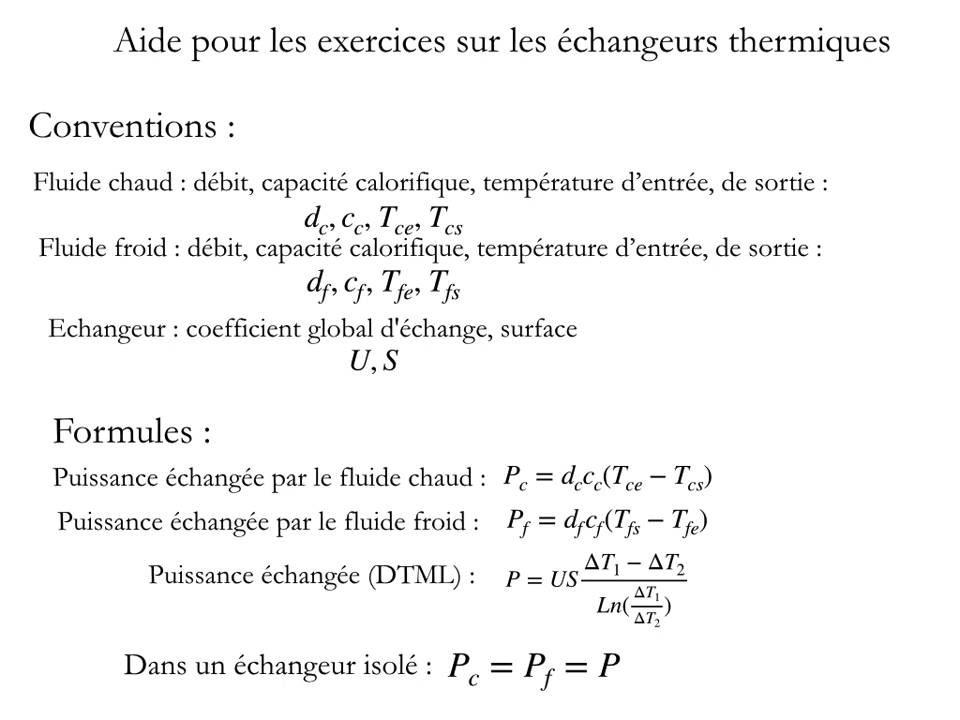 Aide pour les exercices sur les échangeurs thermiques
Conventions :
Fluide chaud : débit, capacité calorifique, température d’entrée, de sortie :
d_c, c_c, T_ce, T_cs
Fluide froid : débit, capacité calorifique, température d’entrée, de sortie :
d_f, c_f, T_fe, T_fs
Echangeur : coefficient global d'échange, surface
U, S
Formules :
Puissance échangée par le fluide chaud : P_c = d_c c_c (T_ce − T_cs)
Puissance échangée par le fluide froid : P_f = d_f c_f (T_fs − T_fe)
Puissance échangée (DTML) : P = US (ΔT_1 − ΔT_2) / Ln(ΔT_1 / ΔT_2)
Dans un échangeur isolé : P_c = P_f = P